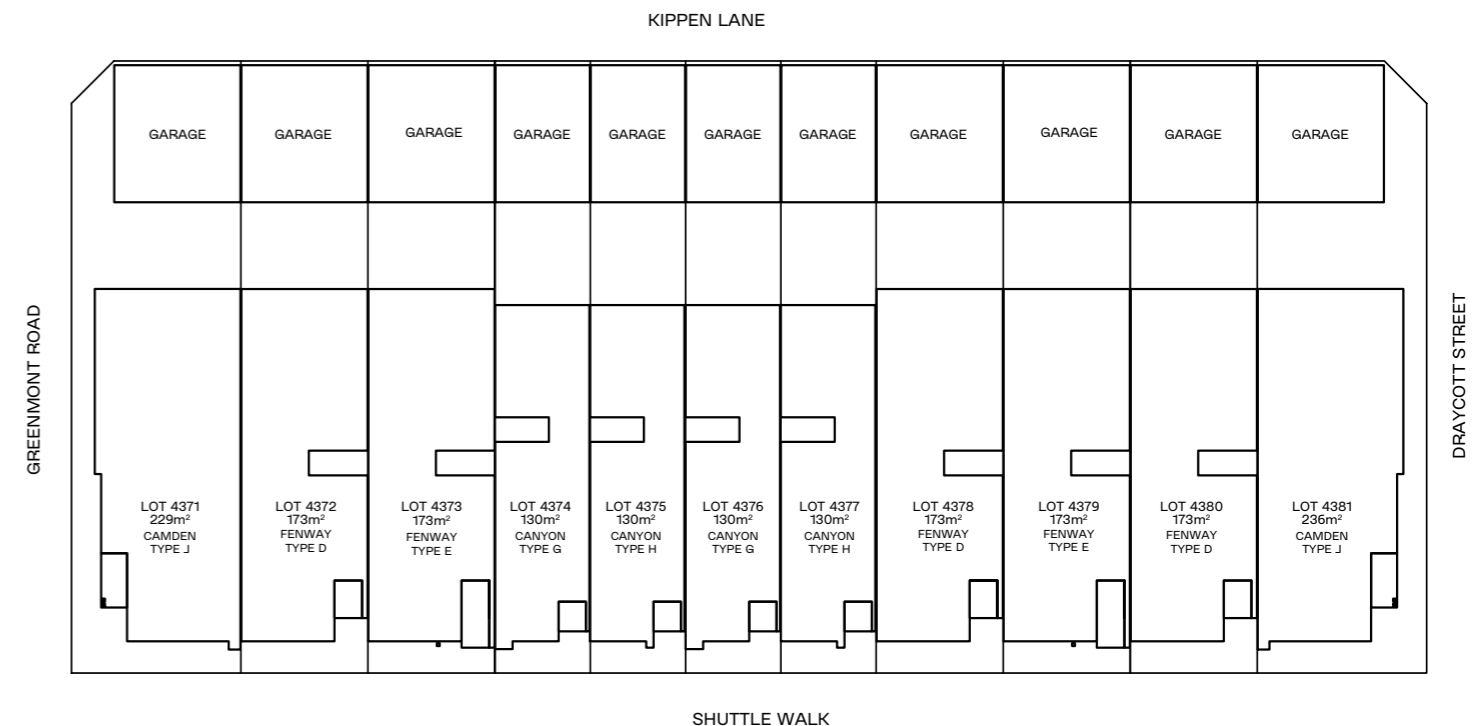 KIPPEN LANE
GARAGE
GARAGE
GARAGE
GARAGE
GARAGE
GARAGE
GARAGE
GARAGE
GARAGE
GARAGE
GARAGE
GREENMONT ROAD
DRAYCOTT STREET
LOT 4371
229m²
CAMDEN
TYPE J
LOT 4372
173m²
FENWAY
TYPE D
LOT 4373
173m²
FENWAY
TYPE E
LOT 4374
130m²
CANYON
TYPE G
LOT 4375
130m²
CANYON
TYPE H
LOT 4376
130m²
CANYON
TYPE G
LOT 4377
130m²
CANYON
TYPE H
LOT 4378
173m²
FENWAY
TYPE D
LOT 4379
173m²
FENWAY
TYPE E
LOT 4380
173m²
FENWAY
TYPE D
LOT 4381
236m²
CAMDEN
TYPE J
SHUTTLE WALK